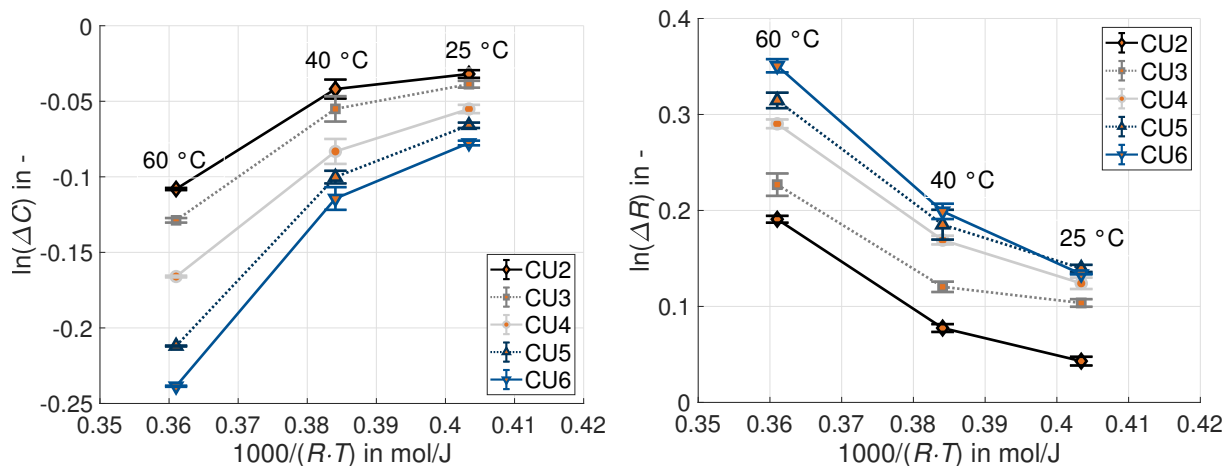 -0
-0.05
-0.1
-0.15
-0.2
-0.25
0.35
0.36
0.37
0.38
0.39
0.4
0.41
0.42
ln(ΔC) in -
1000/(R·T) in mol/J
60 °C
40 °C
25 °C
CU2
CU3
CU4
CU5
CU6
0.4
0.3
0.2
0.1
0
0.35
0.36
0.37
0.38
0.39
0.4
0.41
0.42
ln(ΔR) in -
1000/(R·T) in mol/J
60 °C
40 °C
25 °C
CU2
CU3
CU4
CU5
CU6